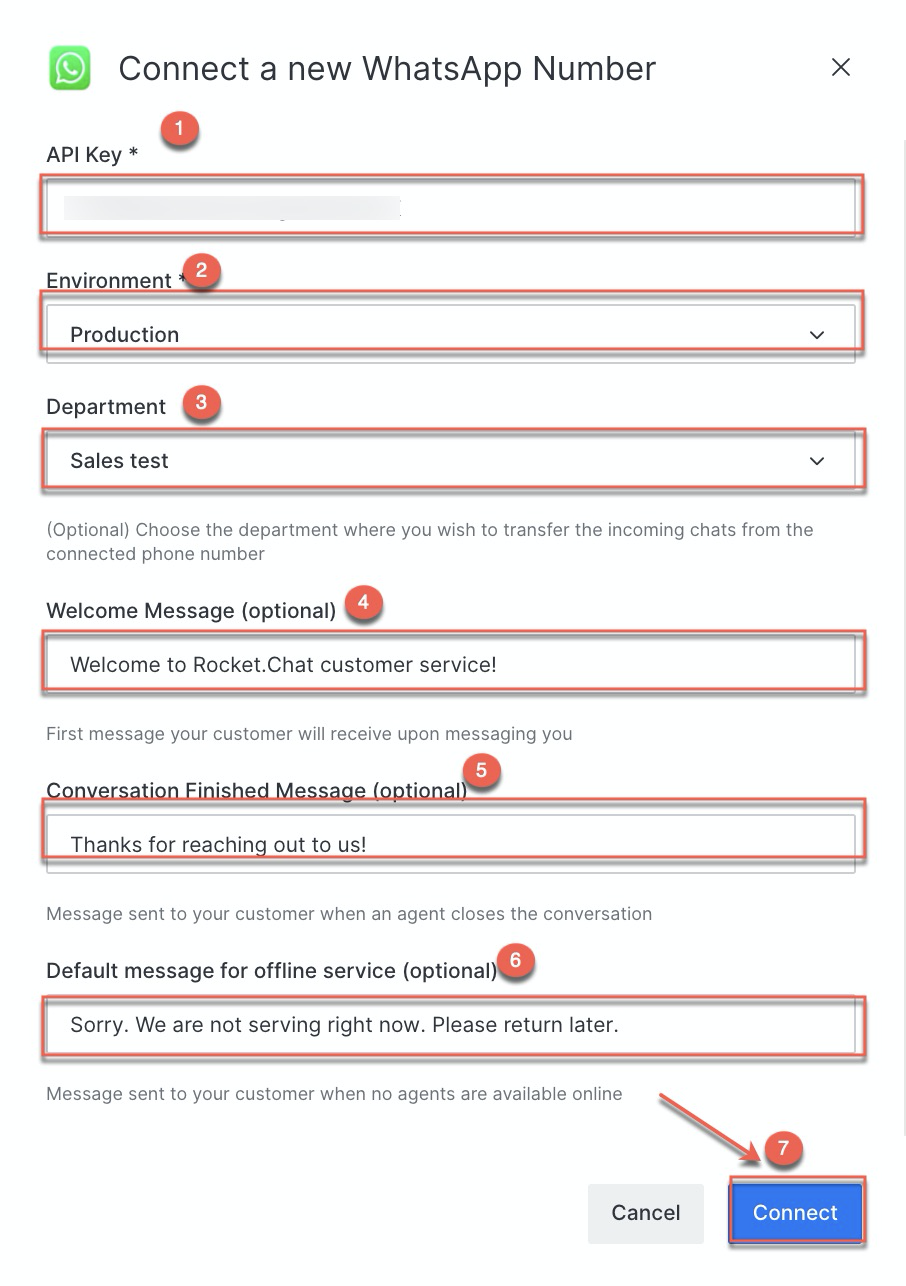 Connect a new WhatsApp Number
1
API Key *
2
Environment *
Production
3
Department
Sales test
(Optional) Choose the department where you wish to transfer the incoming chats from the
connected phone number
4
Welcome Message (optional)
Welcome to Rocket.Chat customer service!
First message your customer will receive upon messaging you
5
Conversation Finished Message (optional)
Thanks for reaching out to us!
Message sent to your customer when an agent closes the conversation
6
Default message for offline service (optional)
Sorry. We are not serving right now. Please return later.
Message sent to your customer when no agents are available online
7
Cancel
Connect